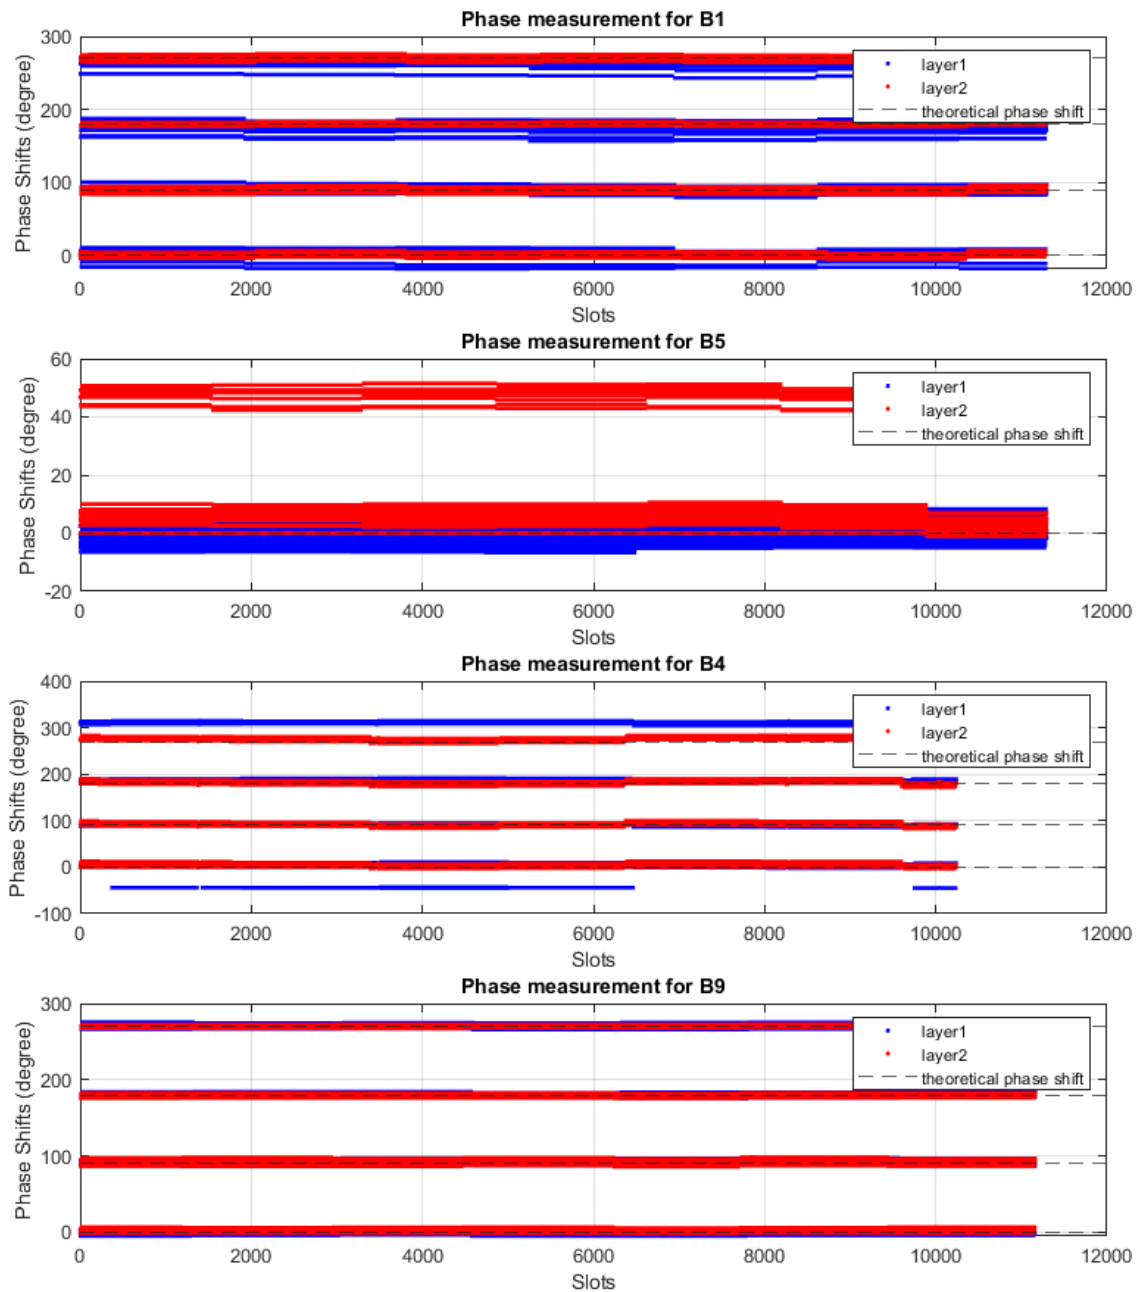 Phase measurement for B1
300
200
100
0
Phase Shifts (degree)
layer1
layer2
theoretical phase shift
0 2000 4000 6000 8000 10000 12000
Slots
Phase measurement for B5
60
40
20
0
-20
Phase Shifts (degree)
layer1
layer2
theoretical phase shift
0 2000 4000 6000 8000 10000 12000
Slots
Phase measurement for B4
400
300
200
100
0
-100
Phase Shifts (degree)
layer1
layer2
theoretical phase shift
0 2000 4000 6000 8000 10000 12000
Slots
Phase measurement for B9
300
200
100
0
Phase Shifts (degree)
layer1
layer2
theoretical phase shift
0 2000 4000 6000 8000 10000 12000
Slots